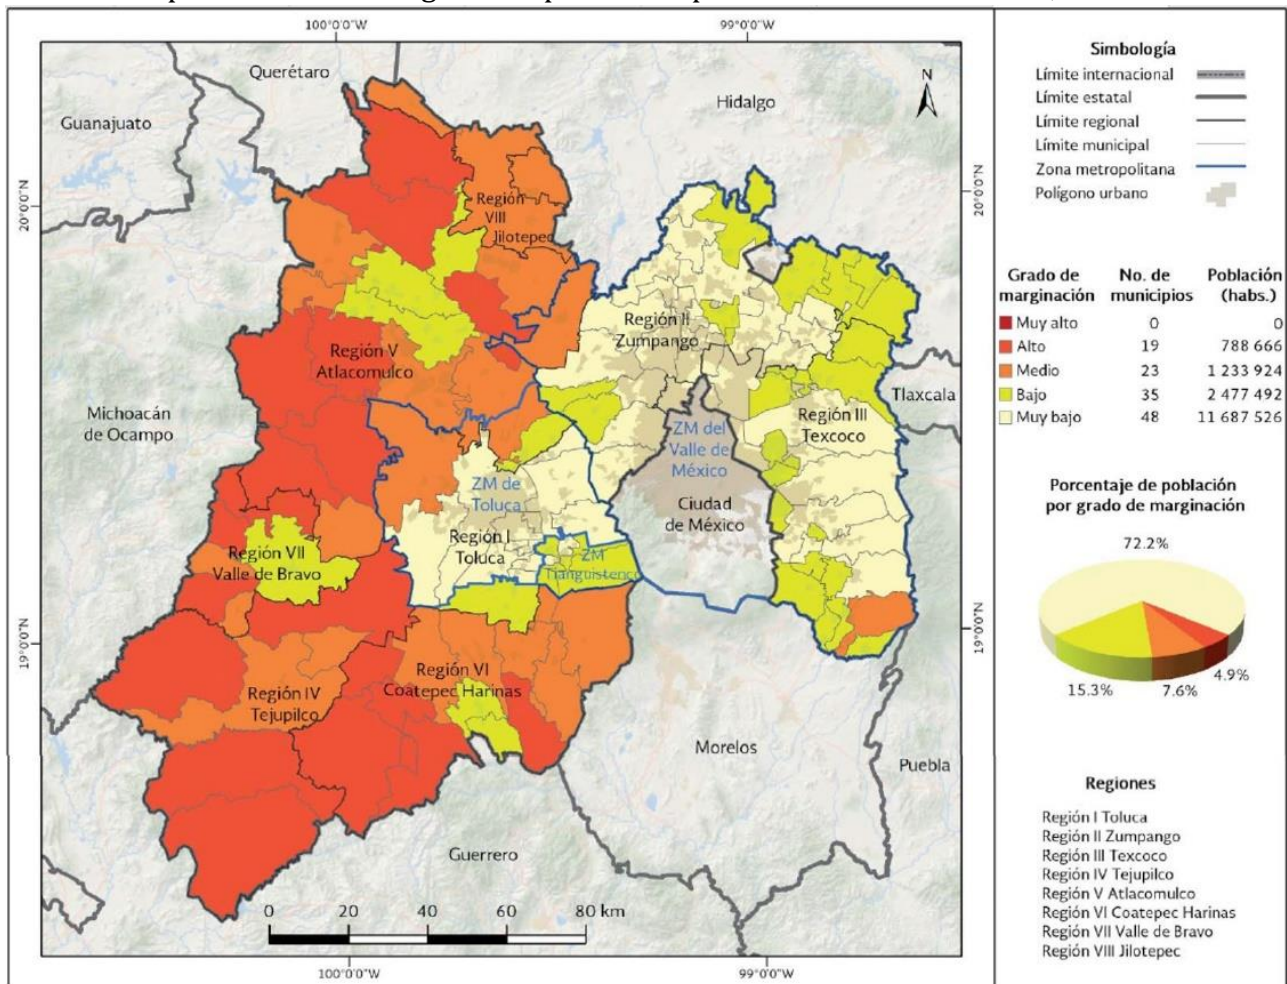 100°0'0"W
99°0'0"W
Querétaro
Hidalgo
N
Guanajuato
20°0'0"N
20°0'0"N
Región
VIII
Jilotepec
Región II
Zumpango
Región V
Atlacomulco
Tlaxcala
Michoacán
de Ocampo
Región III
Texcoco
ZM del
Valle de
México
ZM de
Toluca
Ciudad
de México
Región I
Toluca
Región VII
Valle de Bravo
ZM
Tianguistenco
19°0'0"N
19°0'0"N
Región VI
Coatepec Harinas
Región IV
Tejupilco
Morelos
Puebla
Guerrero
0 20 40 60 80 km
100°0'0"W
99°0'0"W
Simbología
Límite internacional
Límite estatal
Límite regional
Límite municipal
Zona metropolitana
Polígono urbano
Grado de marginación No. de municipios Población (habs.)
Muy alto 0 0
Alto 19 788 666
Medio 23 1 233 924
Bajo 35 2 477 492
Muy bajo 48 11 687 526
Porcentaje de población
por grado de marginación
72.2%
15.3%
7.6%
4.9%
Regiones
Región I Toluca
Región II Zumpango
Región III Texcoco
Región IV Tejupilco
Región V Atlacomulco
Región VI Coatepec Harinas
Región VII Valle de Bravo
Región VIII Jilotepec